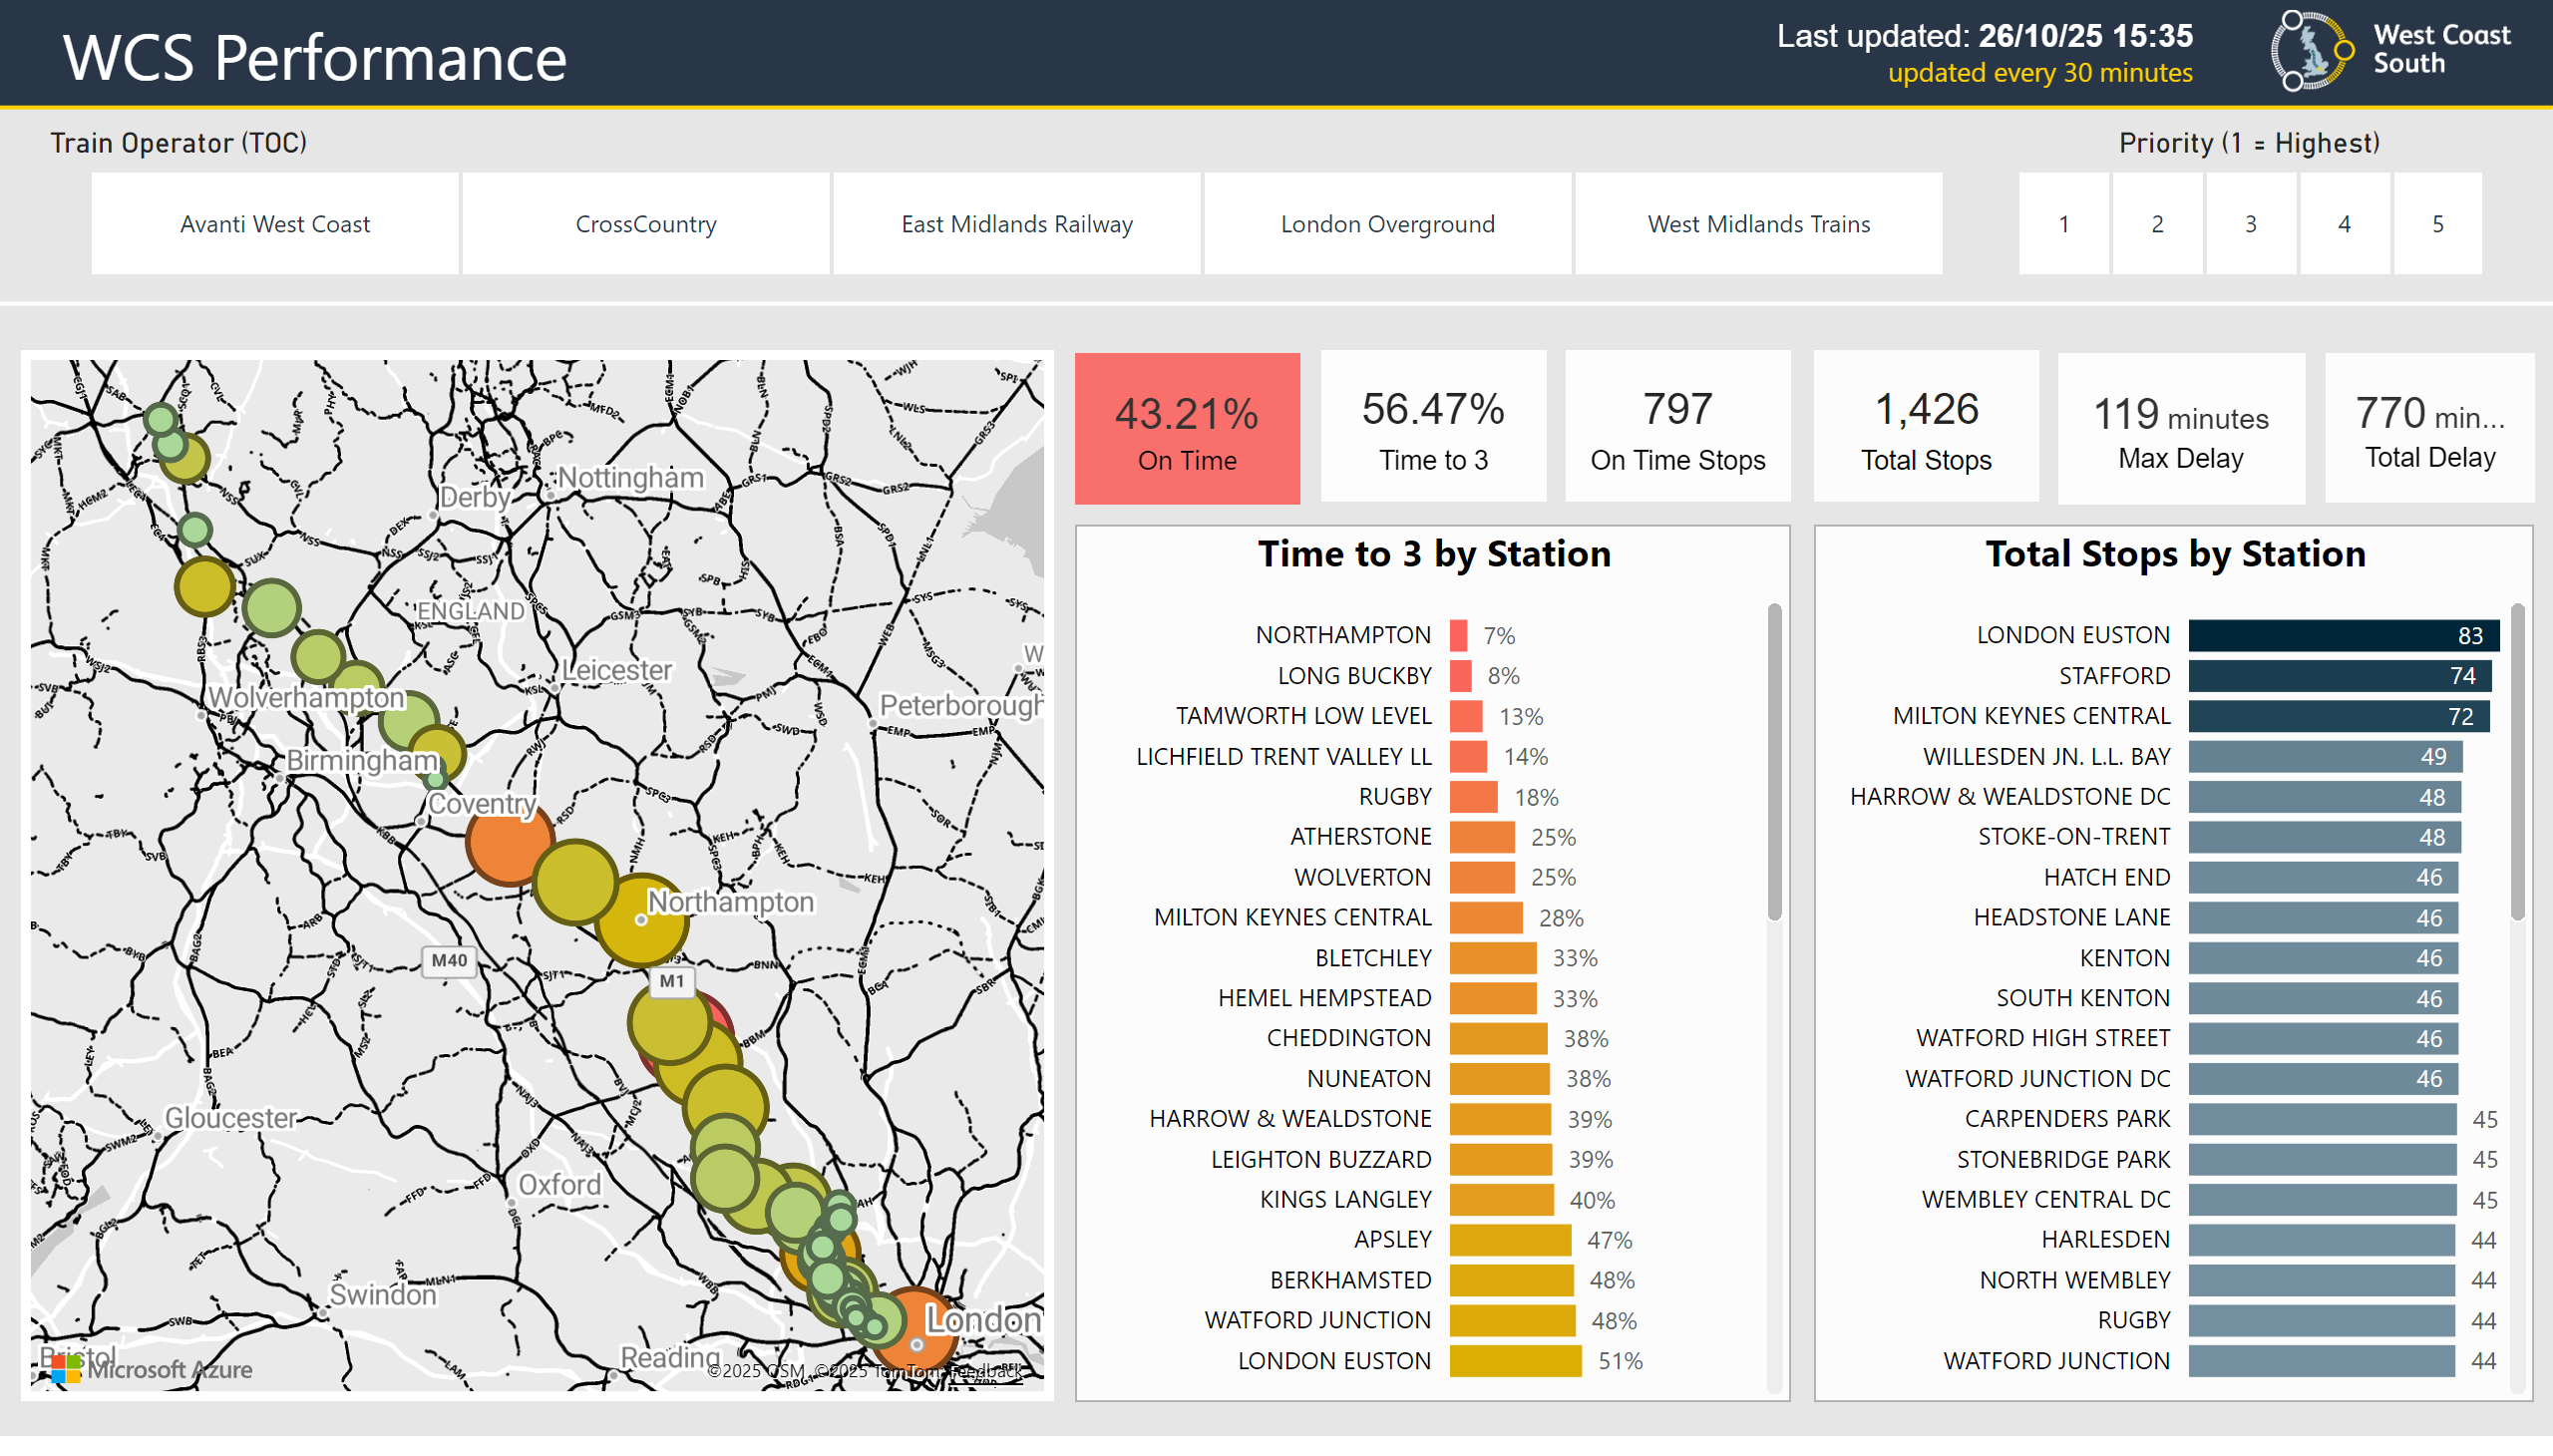 WCS Performance
Last updated: 26/10/25 15:35
updated every 30 minutes
West Coast
South
Train Operator (TOC)
Priority (1 = Highest)
Avanti West Coast
CrossCountry
East Midlands Railway
London Overground
West Midlands Trains
1
2
3
4
5
43.21%
On Time
56.47%
Time to 3
797
On Time Stops
1,426
Total Stops
119 minutes
Max Delay
770 min...
Total Delay
Nottingham
Derby
ENGLAND
Leicester
Wolverhampton
Peterborough
Birmingham
Coventry
Northampton
M40
M1
Gloucester
Oxford
Swindon
London
Reading
Bristol
Microsoft Azure
©2025 OSM, ©2025 TomTom Feedback
Time to 3 by Station
NORTHAMPTON 7%
LONG BUCKBY 8%
TAMWORTH LOW LEVEL 13%
LICHFIELD TRENT VALLEY LL 14%
RUGBY 18%
ATHERSTONE 25%
WOLVERTON 25%
MILTON KEYNES CENTRAL 28%
BLETCHLEY 33%
HEMEL HEMPSTEAD 33%
CHEDDINGTON 38%
NUNEATON 38%
HARROW & WEALDSTONE 39%
LEIGHTON BUZZARD 39%
KINGS LANGLEY 40%
APSLEY 47%
BERKHAMSTED 48%
WATFORD JUNCTION 48%
LONDON EUSTON 51%
Total Stops by Station
LONDON EUSTON 83
STAFFORD 74
MILTON KEYNES CENTRAL 72
WILLESDEN JN. L.L. BAY 49
HARROW & WEALDSTONE DC 48
STOKE-ON-TRENT 48
HATCH END 46
HEADSTONE LANE 46
KENTON 46
SOUTH KENTON 46
WATFORD HIGH STREET 46
WATFORD JUNCTION DC 46
CARPENDERS PARK 45
STONEBRIDGE PARK 45
WEMBLEY CENTRAL DC 45
HARLESDEN 44
NORTH WEMBLEY 44
RUGBY 44
WATFORD JUNCTION 44